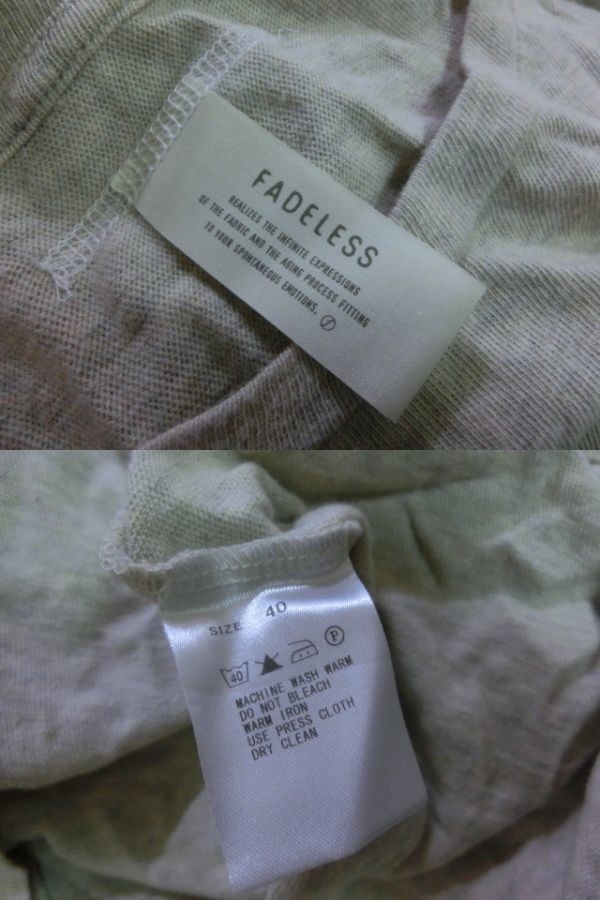 FADELESS
REALIZES THE INFINITE EXPRESSIONS
OF THE FABRIC AND THE AGING PROCESS FITTING
TO YOUR SPONTANEOUS EMOTIONS.
SIZE 40
40 P
MACHINE WASH WARM
DO NOT BLEACH
WARM IRON
USE PRESS CLOTH
DRY CLEAN